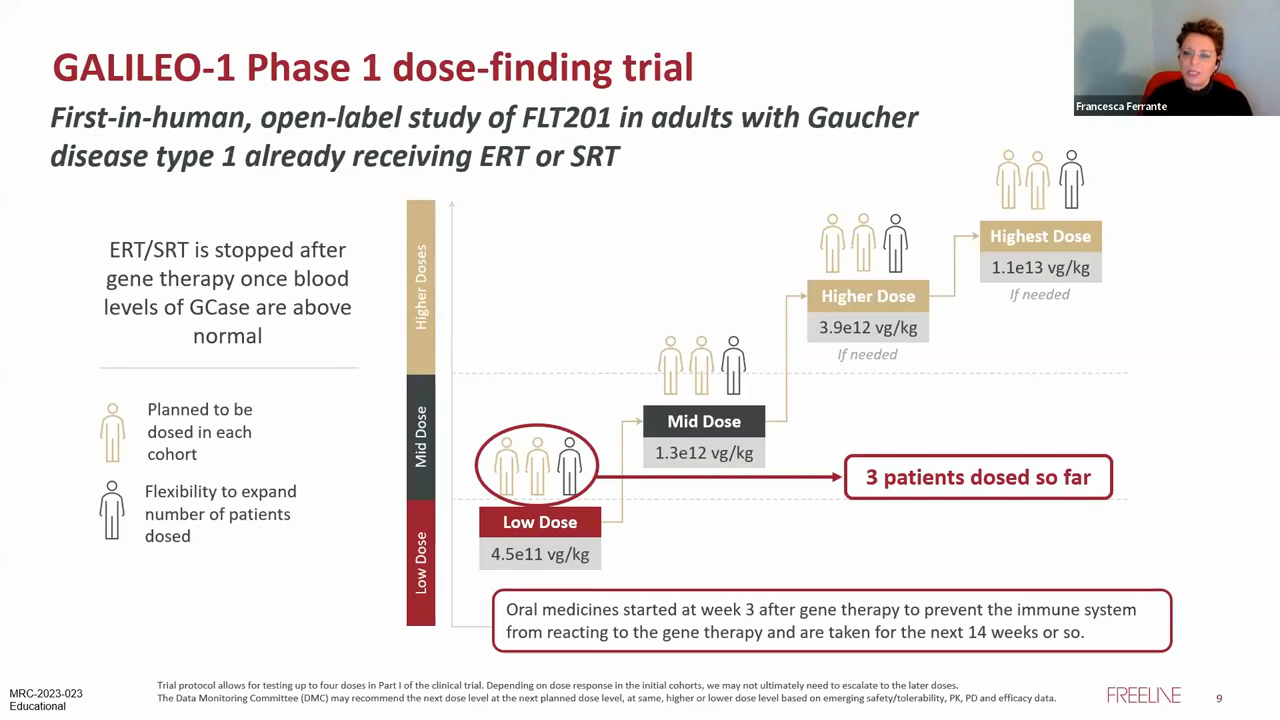 GALILEO-1 Phase 1 dose-finding trial
First-in-human, open-label study of FLT201 in adults with Gaucher
disease type 1 already receiving ERT or SRT
Francesca Ferrante
ERT/SRT is stopped after
gene therapy once blood
levels of GCase are above
normal
Planned to be
dosed in each
cohort
Flexibility to expand
number of patients
dosed
Higher Doses
Mid Dose
Low Dose
Highest Dose
1.1e13 vg/kg
If needed
Higher Dose
3.9e12 vg/kg
If needed
Mid Dose
1.3e12 vg/kg
3 patients dosed so far
Low Dose
4.5e11 vg/kg
Oral medicines started at week 3 after gene therapy to prevent the immune system
from reacting to the gene therapy and are taken for the next 14 weeks or so.
Trial protocol allows for testing up to four doses in Part I of the clinical trial. Depending on dose response in the initial cohorts, we may not ultimately need to escalate to the later doses.
The Data Monitoring Committee (DMC) may recommend the next dose level at the next planned dose level, at same, higher or lower dose level based on emerging safety/tolerability, PK, PD and efficacy data.
MRC-2023-023
Educational
FREELINE
9